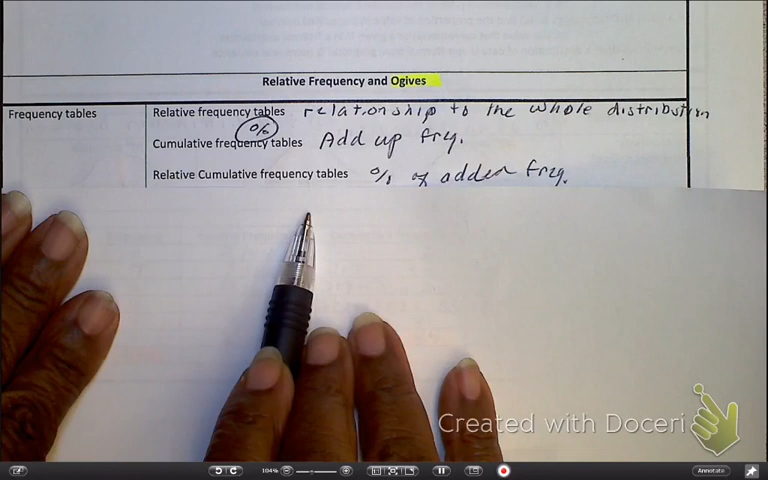 Relative Frequency and Ogives
Frequency tables
Relative frequency tables relationship to the whole distribution
%
Cumulative frequency tables Add up frq.
Relative Cumulative frequency tables % of added freq.
Created with Doceri
104%
Annotate